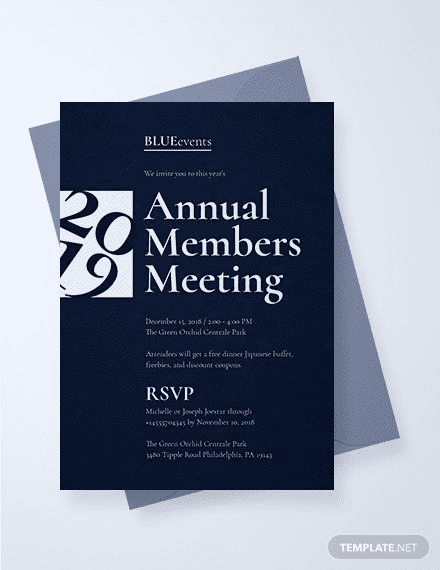 BLUEevents
We invite you to this year's
2019
Annual
Members
Meeting
December 15, 2018 / 2:00 - 4:00 PM
The Green Orchid Centrale Park
Attendees will get a free dinner Japanese buffet,
freebies, and discount coupons.
RSVP
Michelle or Joseph Joestar through
+14555704345 by November 10, 2018
The Green Orchid Centrale Park
3480 Tipple Road Philadelphia, PA 19143
TEMPLATE.NET